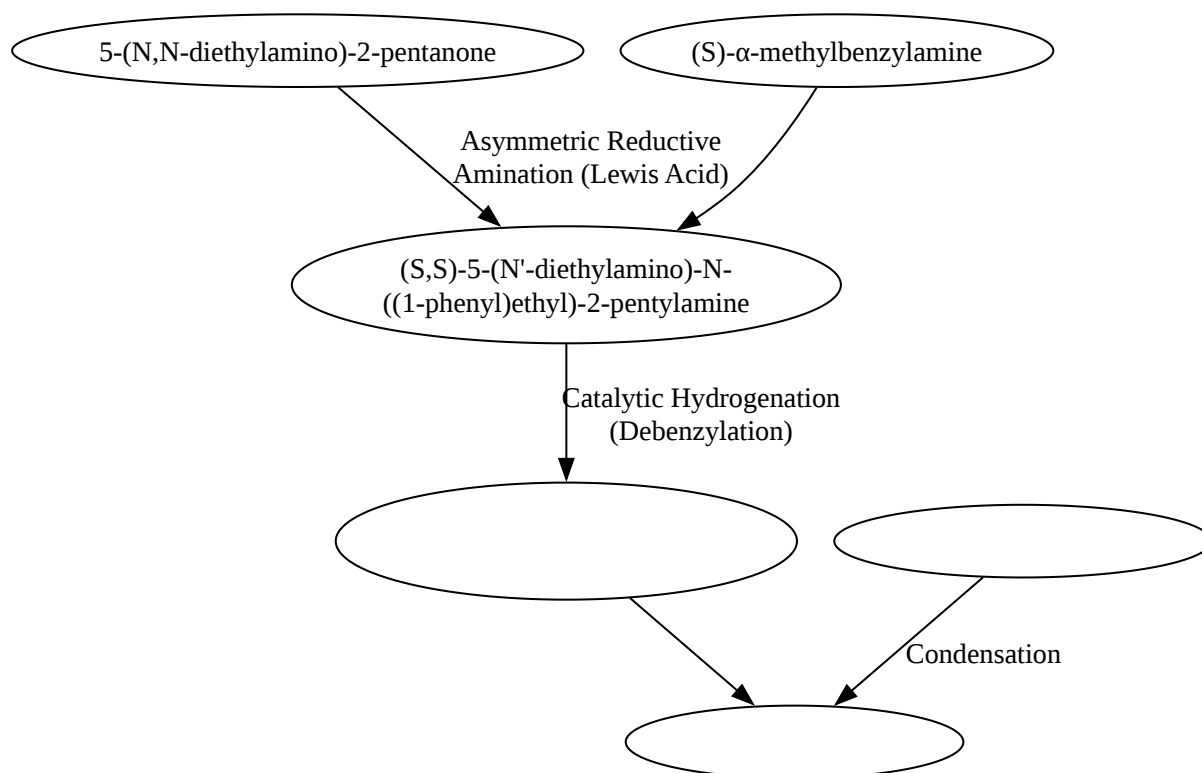 5-(N,N-diethylamino)-2-pentanone
(S)-α-methylbenzylamine
Asymmetric Reductive
Amination (Lewis Acid)
(S,S)-5-(N'-diethylamino)-N-
((1-phenyl)ethyl)-2-pentylamine
Catalytic Hydrogenation
(Debenzylation)
Condensation